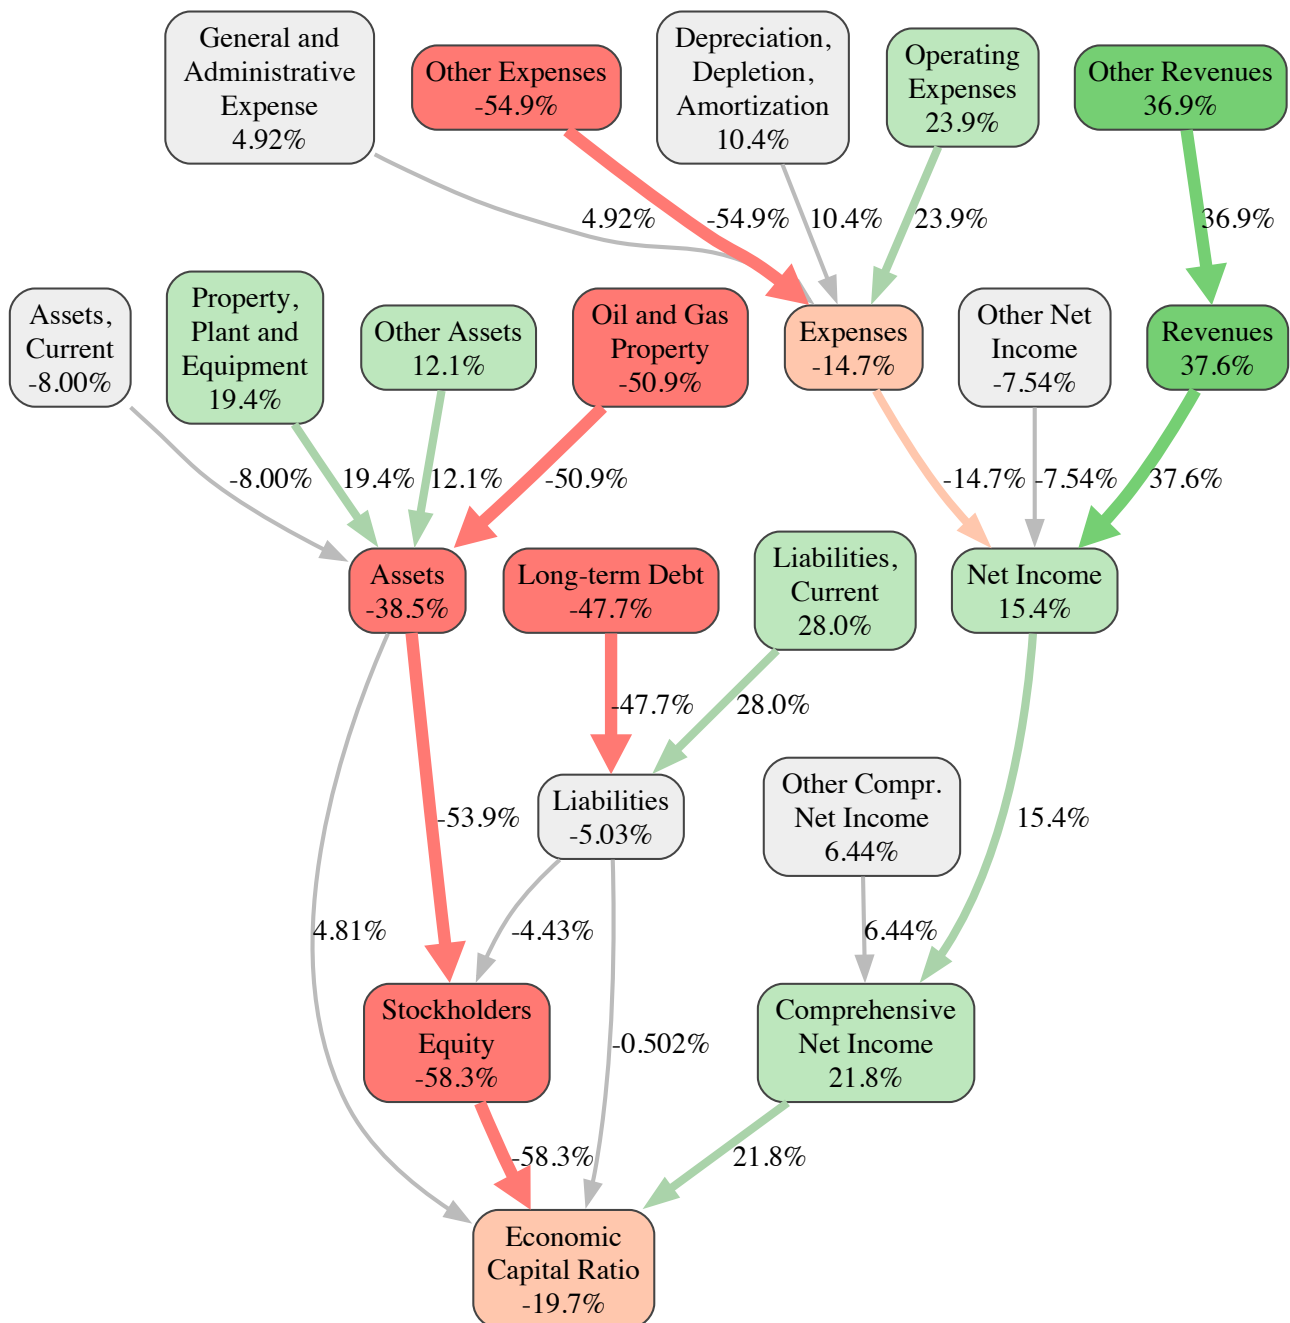 General and
Administrative
Expense
4.92%
Other Expenses
-54.9%
Depreciation,
Depletion,
Amortization
10.4%
Operating
Expenses
23.9%
Other Revenues
36.9%
4.92%
-54.9%
10.4%
23.9%
36.9%
Assets,
Current
-8.00%
Property,
Plant and
Equipment
19.4%
Other Assets
12.1%
Oil and Gas
Property
-50.9%
Expenses
-14.7%
Other Net
Income
-7.54%
Revenues
37.6%
-8.00%
19.4%
12.1%
-50.9%
-14.7%
-7.54%
37.6%
Assets
-38.5%
Long-term Debt
-47.7%
Liabilities,
Current
28.0%
Net Income
15.4%
-47.7%
28.0%
-53.9%
Liabilities
-5.03%
Other Compr.
Net Income
6.44%
15.4%
4.81%
-4.43%
6.44%
Stockholders
Equity
-58.3%
-0.502%
Comprehensive
Net Income
21.8%
-58.3%
21.8%
Economic
Capital Ratio
-19.7%